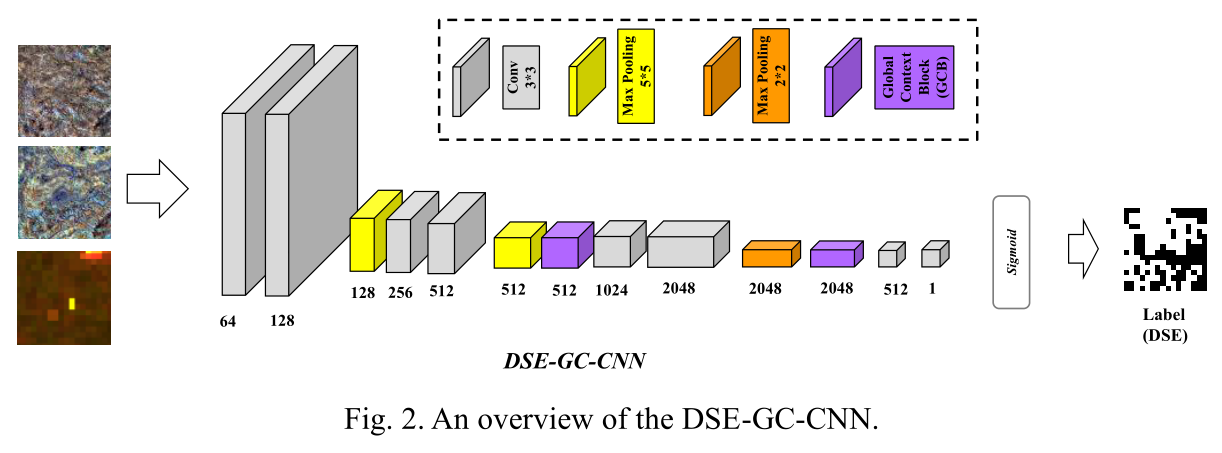 Conv
3*3
Max Pooling
5*5
Max Pooling
2*2
Global
Context
Block
(GCB)
64
128
128
256
512
512
512
1024
2048
2048
2048
512
1
Sigmoid
Label
(DSE)
DSE-GC-CNN
Fig. 2. An overview of the DSE-GC-CNN.